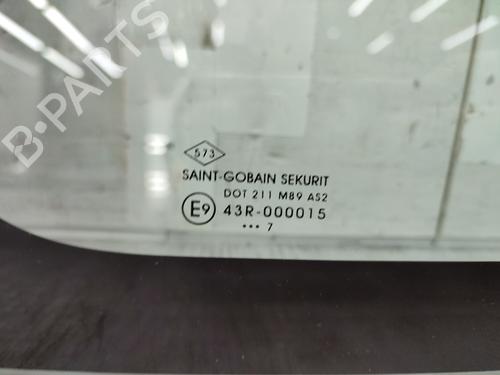 B-PARTS
573
SAINT-GOBAIN SEKURIT
DOT 211 M89 AS2
E9 43R-000015
••• 7